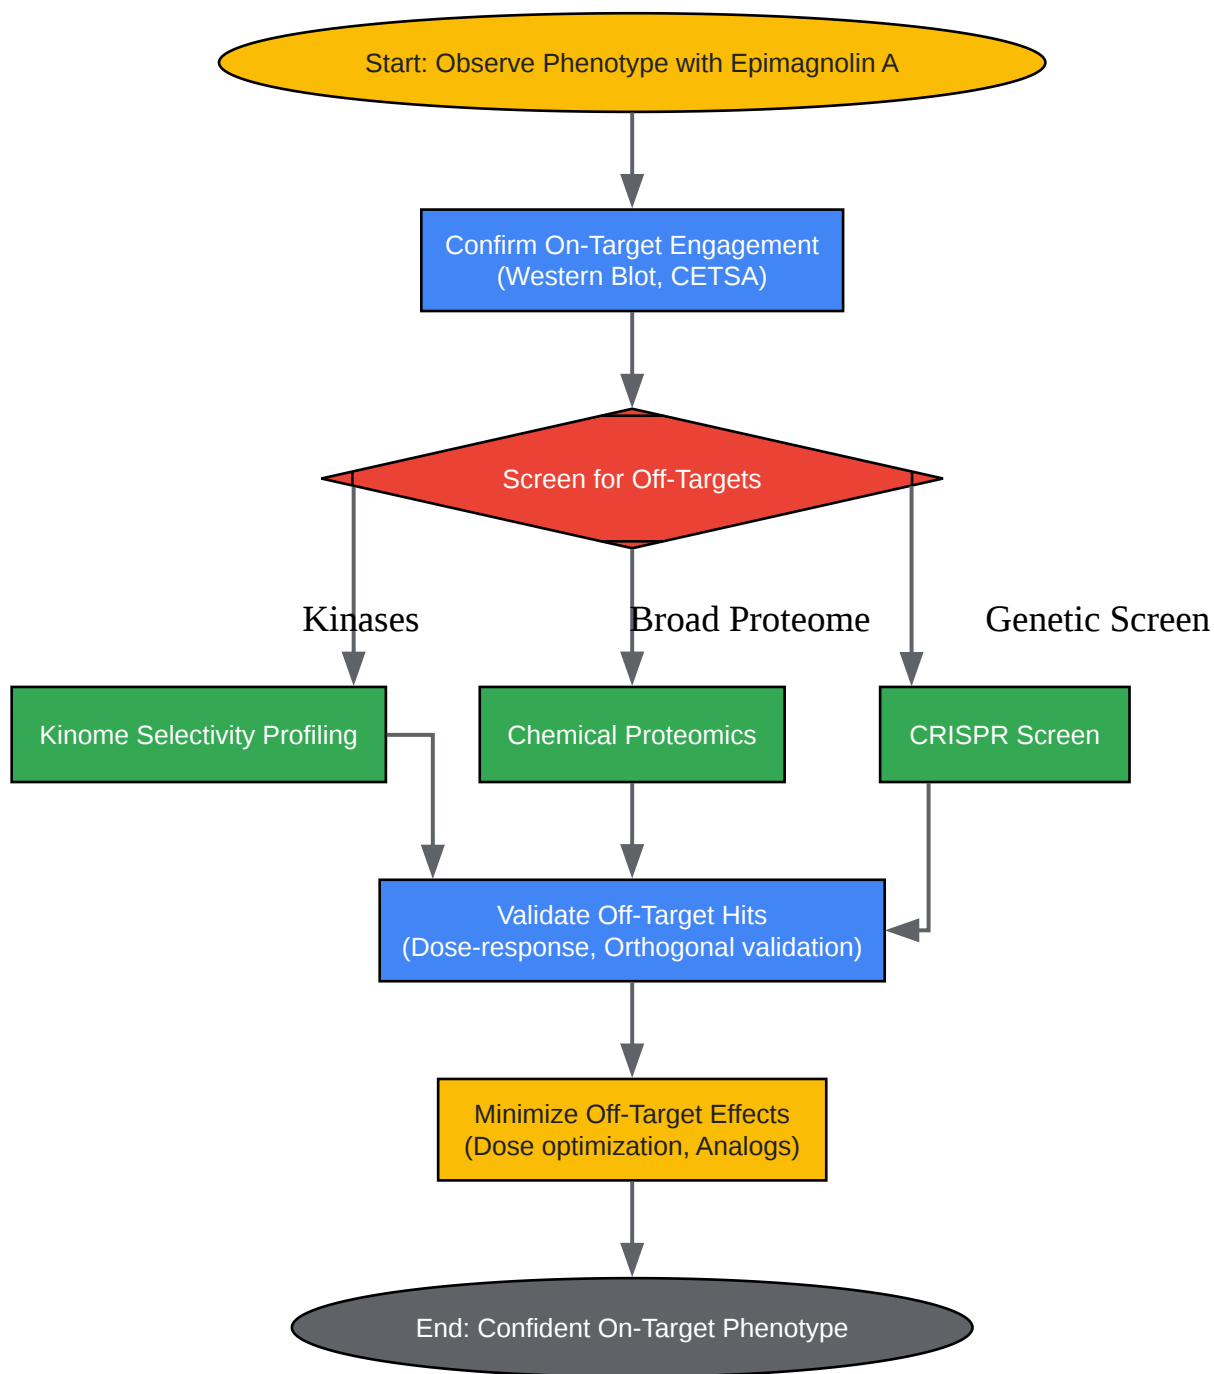 Start: Observe Phenotype with Epimagnolin A
Confirm On-Target Engagement
(Western Blot, CETSA)
Screen for Off-Targets
Kinases
Broad Proteome
Genetic Screen
Kinome Selectivity Profiling
Chemical Proteomics
CRISPR Screen
Validate Off-Target Hits
(Dose-response, Orthogonal validation)
Minimize Off-Target Effects
(Dose optimization, Analogs)
End: Confident On-Target Phenotype